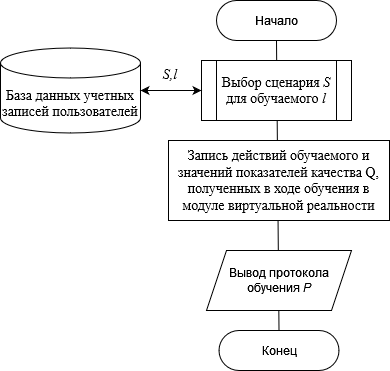 Начало
S,l
База данных учетных
записей пользователей
Выбор сценария S
для обучаемого l
Запись действий обучаемого и
значений показателей качества Q,
полученных в ходе обучения в
модуле виртуальной реальности
Вывод протокола
обучения P
Конец